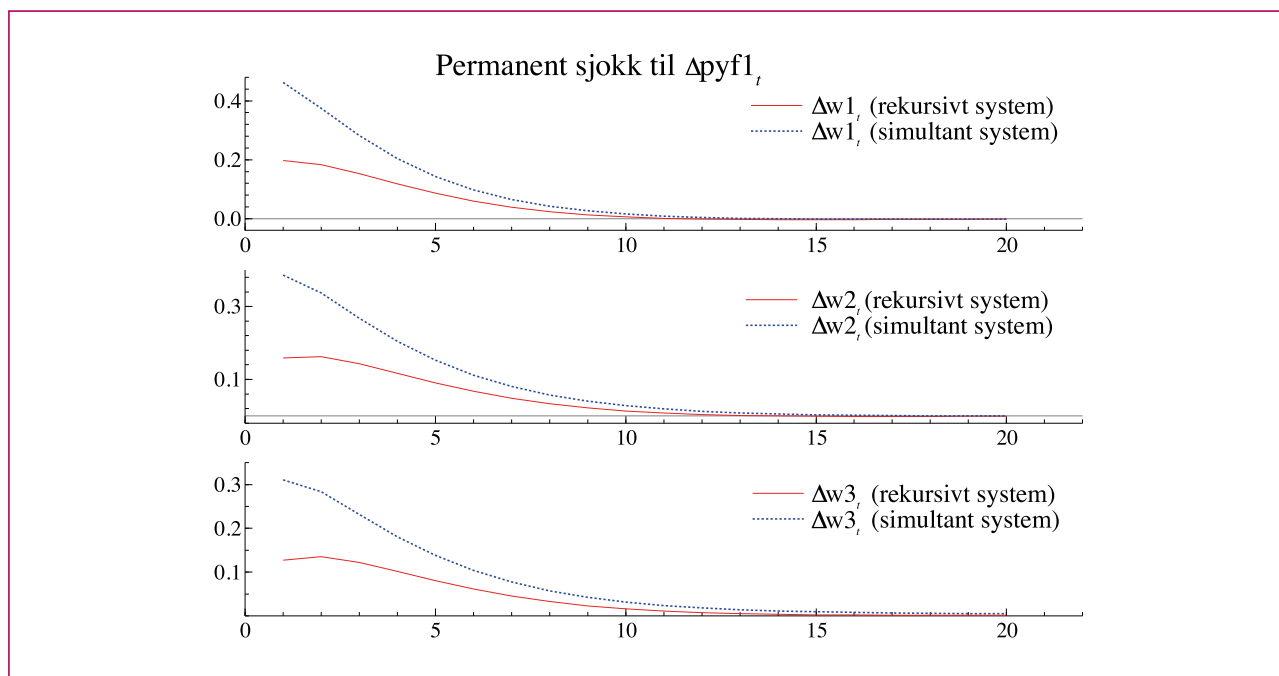 Permanent sjokk til Δpyf1t
0.4
0.2
0.0
Δw1t (rekursivt system)
Δw1t (simultant system)
0 5 10 15 20
0.3
0.1
Δw2t (rekursivt system)
Δw2t (simultant system)
0 5 10 15 20
0.3
0.2
0.1
Δw3t (rekursivt system)
Δw3t (simultant system)
0 5 10 15 20